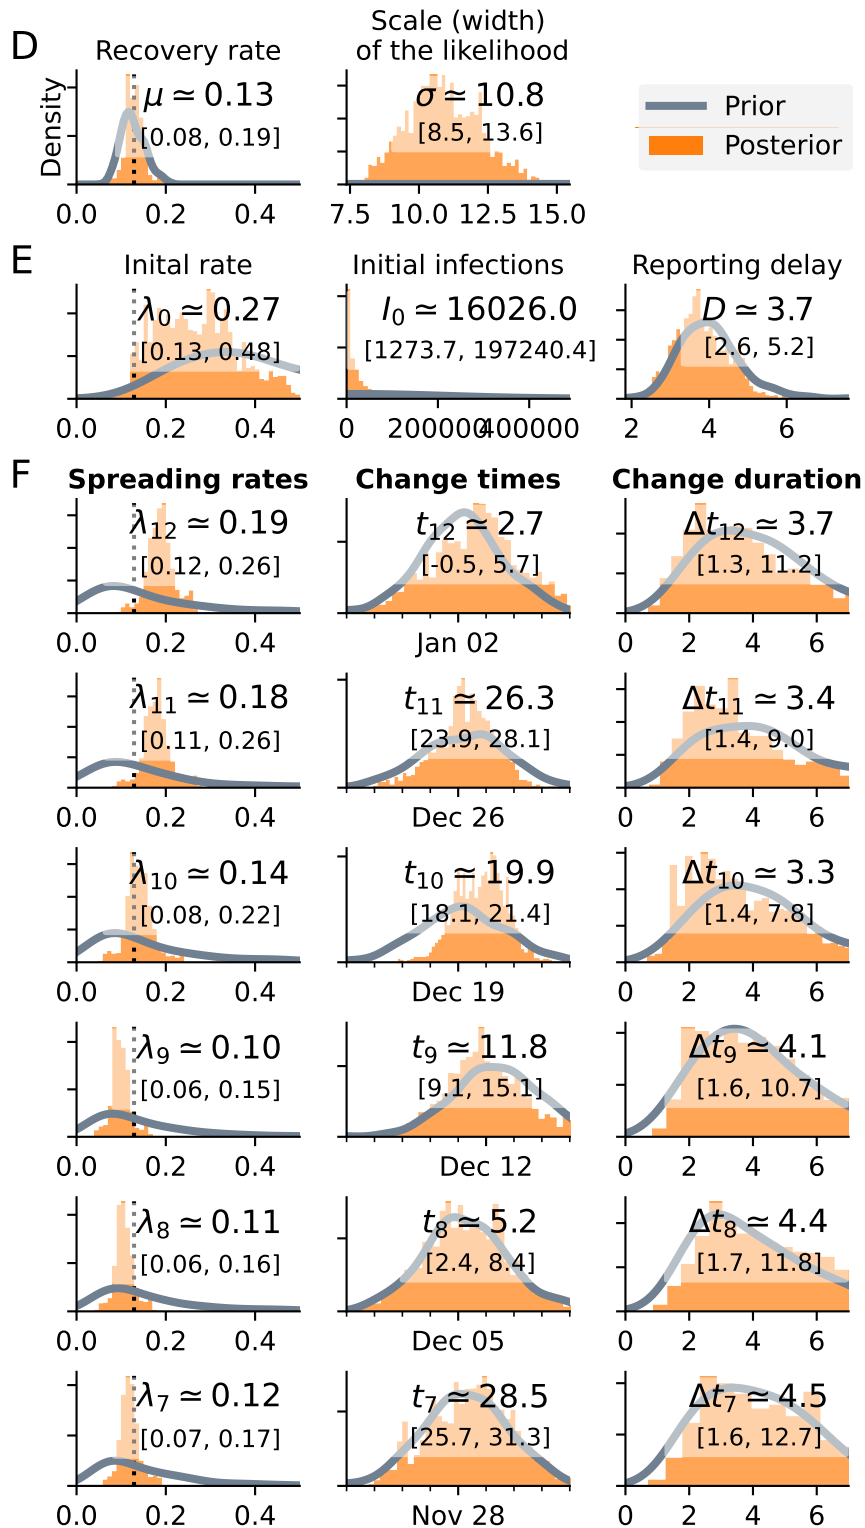 D
Recovery rate
Scale (width)
of the likelihood
Density
μ ≃ 0.13
[0.08, 0.19]
σ ≃ 10.8
[8.5, 13.6]
Prior
Posterior
0.0 0.2 0.4
7.5 10.0 12.5 15.0
E
Inital rate
Initial infections
Reporting delay
λ0 ≃ 0.27
[0.13, 0.48]
I0 ≃ 16026.0
[1273.7, 197240.4]
D ≃ 3.7
[2.6, 5.2]
0.0 0.2 0.4
0 200000 400000
2 4 6
F
Spreading rates
Change times
Change duration
λ12 ≃ 0.19
[0.12, 0.26]
t12 ≃ 2.7
[-0.5, 5.7]
Δt12 ≃ 3.7
[1.3, 11.2]
0.0 0.2 0.4
Jan 02
0 2 4 6
λ11 ≃ 0.18
[0.11, 0.26]
t11 ≃ 26.3
[23.9, 28.1]
Δt11 ≃ 3.4
[1.4, 9.0]
0.0 0.2 0.4
Dec 26
0 2 4 6
λ10 ≃ 0.14
[0.08, 0.22]
t10 ≃ 19.9
[18.1, 21.4]
Δt10 ≃ 3.3
[1.4, 7.8]
0.0 0.2 0.4
Dec 19
0 2 4 6
λ9 ≃ 0.10
[0.06, 0.15]
t9 ≃ 11.8
[9.1, 15.1]
Δt9 ≃ 4.1
[1.6, 10.7]
0.0 0.2 0.4
Dec 12
0 2 4 6
λ8 ≃ 0.11
[0.06, 0.16]
t8 ≃ 5.2
[2.4, 8.4]
Δt8 ≃ 4.4
[1.7, 11.8]
0.0 0.2 0.4
Dec 05
0 2 4 6
λ7 ≃ 0.12
[0.07, 0.17]
t7 ≃ 28.5
[25.7, 31.3]
Δt7 ≃ 4.5
[1.6, 12.7]
0.0 0.2 0.4
Nov 28
0 2 4 6